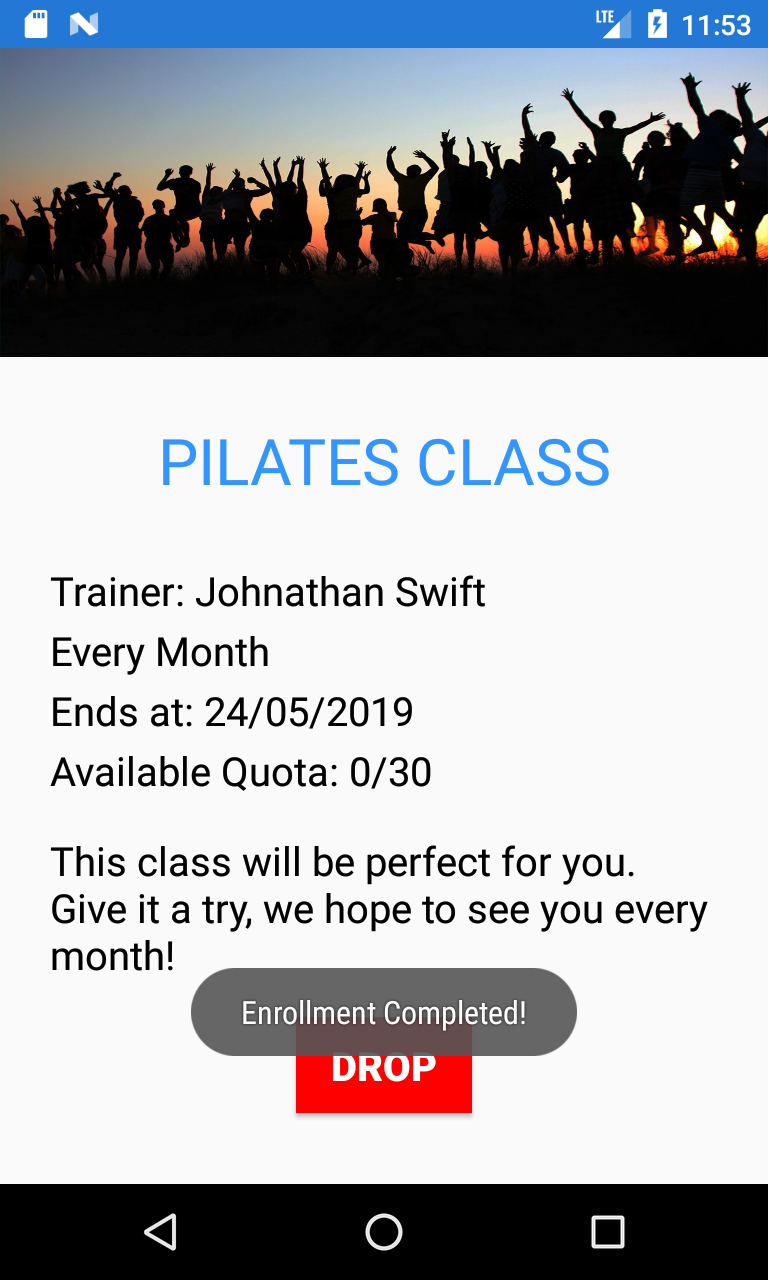 LTE 11:53
PILATES CLASS
Trainer: Johnathan Swift
Every Month
Ends at: 24/05/2019
Available Quota: 0/30
This class will be perfect for you.
Give it a try, we hope to see you every
month!
Enrollment Completed!
DROP